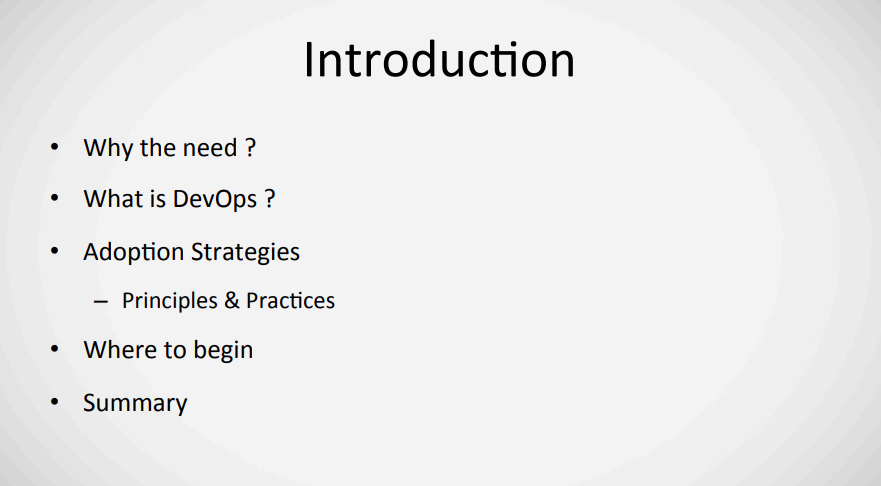 Introduction
• Why the need ?
• What is DevOps ?
• Adoption Strategies
– Principles & Practices
• Where to begin
• Summary